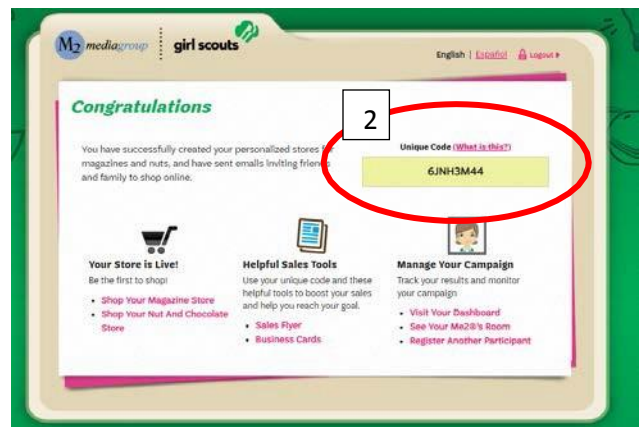 M2 mediagroup girl scouts
English | Español Logout
Congratulations
2
You have successfully created your personalized stores for
magazines and nuts, and have sent emails inviting friends
and family to shop online.
Unique Code (What is this?)
6JNH3M44
Your Store is Live!
Be the first to shop!
• Shop Your Magazine Store
• Shop Your Nut And Chocolate
Store
Helpful Sales Tools
Use your unique code and these
helpful tools to boost your sales
and help you reach your goal.
• Sales Flyer
• Business Cards
Manage Your Campaign
Track your results and monitor
your campaign
• Visit Your Dashboard
• See Your Me2®'s Room
• Register Another Participant